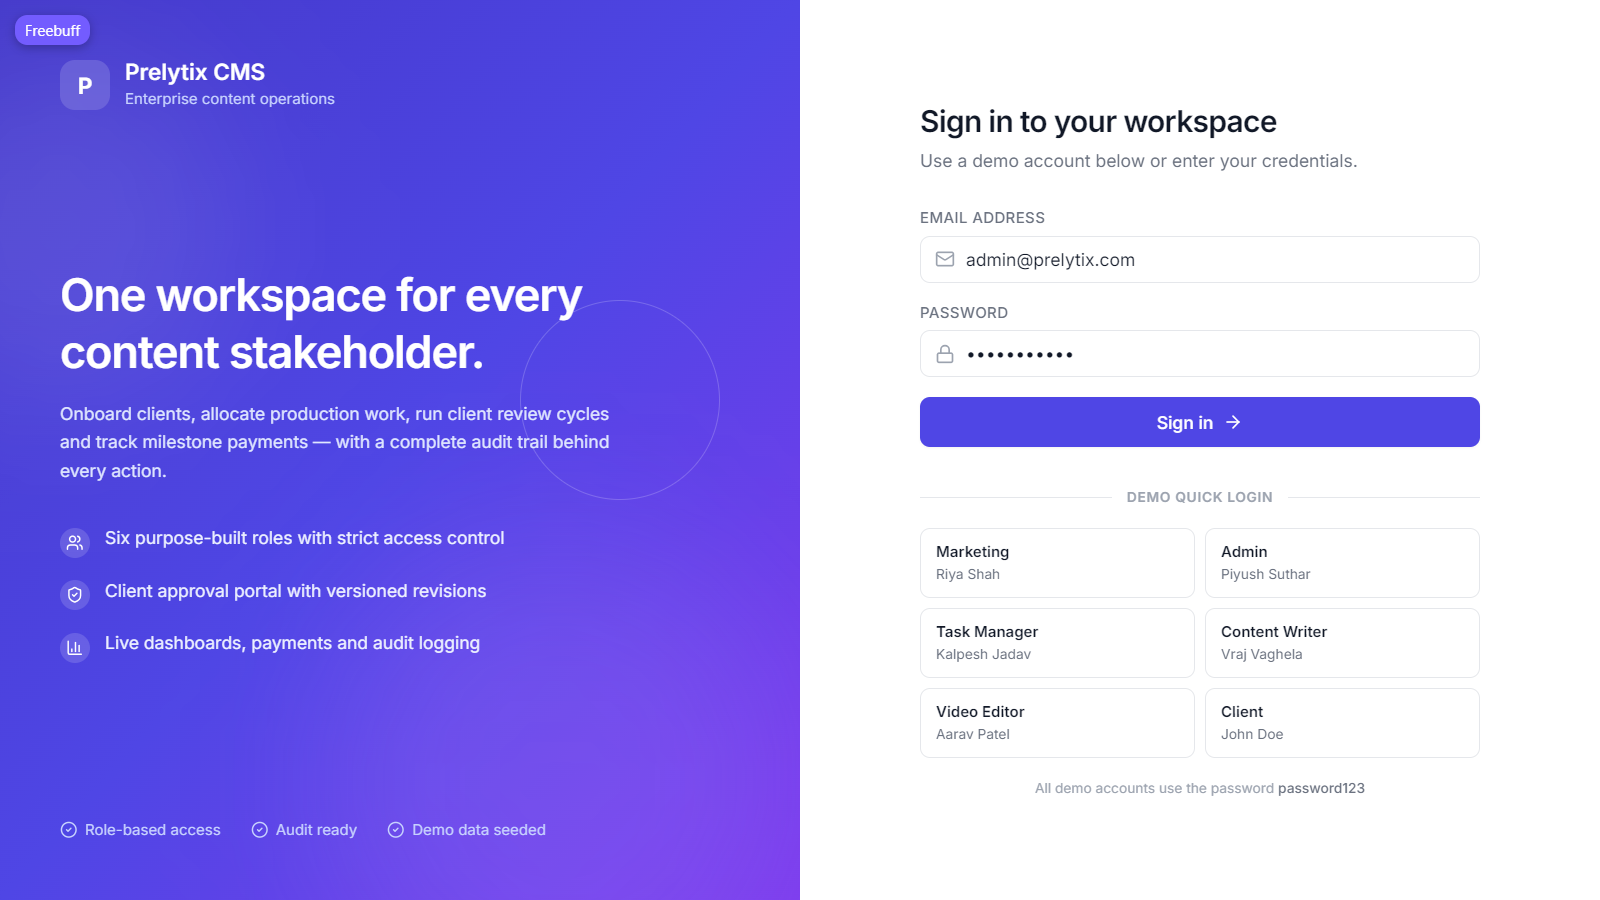 Freebuff
P
Prelytix CMS
Enterprise content operations
One workspace for every
content stakeholder.
Onboard clients, allocate production work, run client review cycles
and track milestone payments — with a complete audit trail behind
every action.
Six purpose-built roles with strict access control
Client approval portal with versioned revisions
Live dashboards, payments and audit logging
Role-based access
Audit ready
Demo data seeded
Sign in to your workspace
Use a demo account below or enter your credentials.
EMAIL ADDRESS
admin@prelytix.com
PASSWORD
•••••••••••
Sign in
DEMO QUICK LOGIN
Marketing
Riya Shah
Admin
Piyush Suthar
Task Manager
Kalpesh Jadav
Content Writer
Vraj Vaghela
Video Editor
Aarav Patel
Client
John Doe
All demo accounts use the password password123